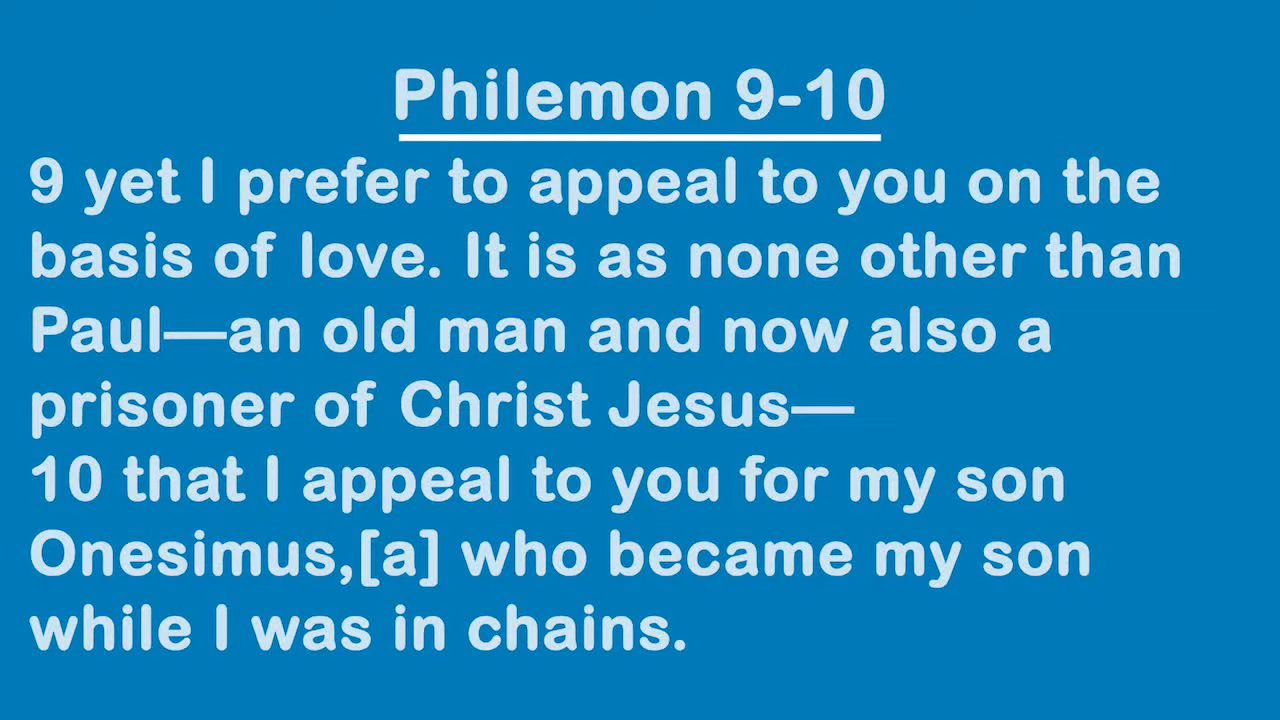 Philemon 9-10
9 yet I prefer to appeal to you on the
basis of love. It is as none other than
Paul—an old man and now also a
prisoner of Christ Jesus—
10 that I appeal to you for my son
Onesimus,[a] who became my son
while I was in chains.